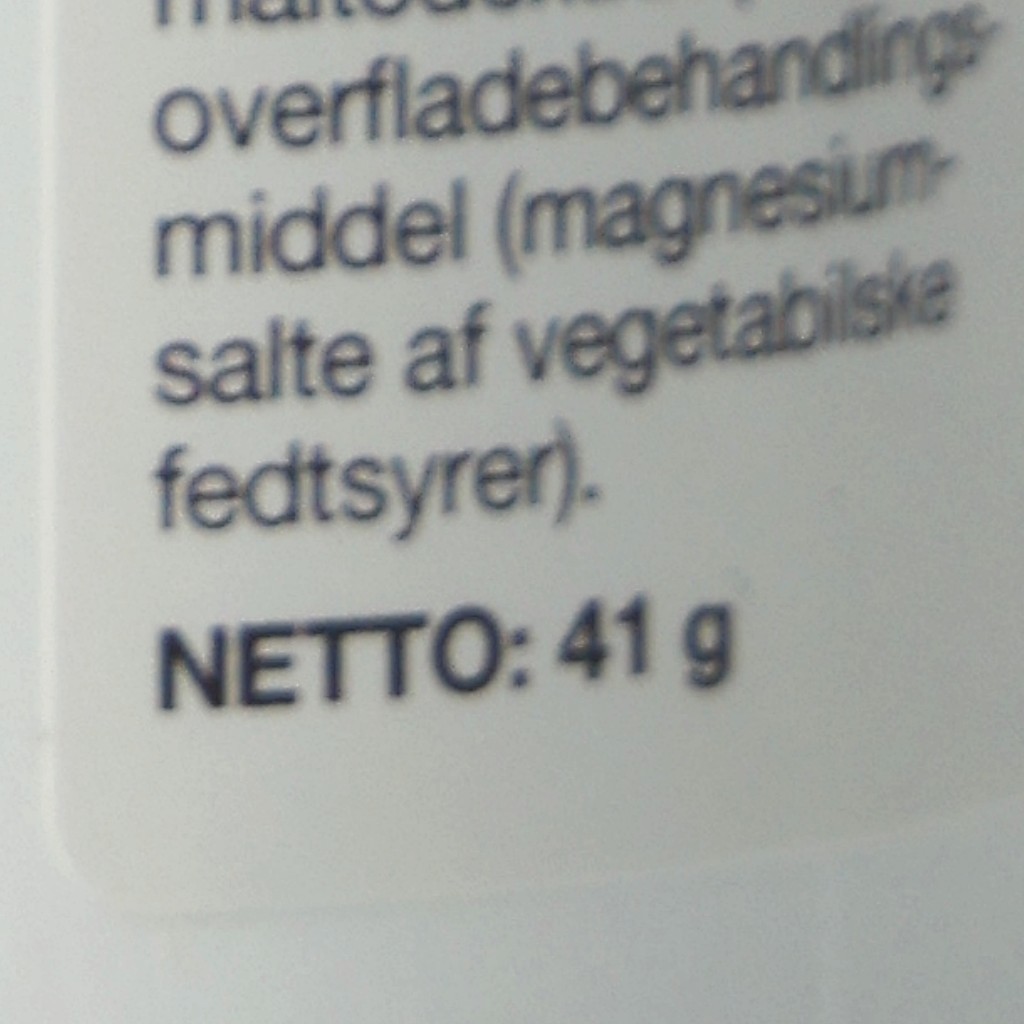 overfladebehandlings-
middel (magnesium-
salte af vegetabilske
fedtsyrer).
NETTO: 41 g